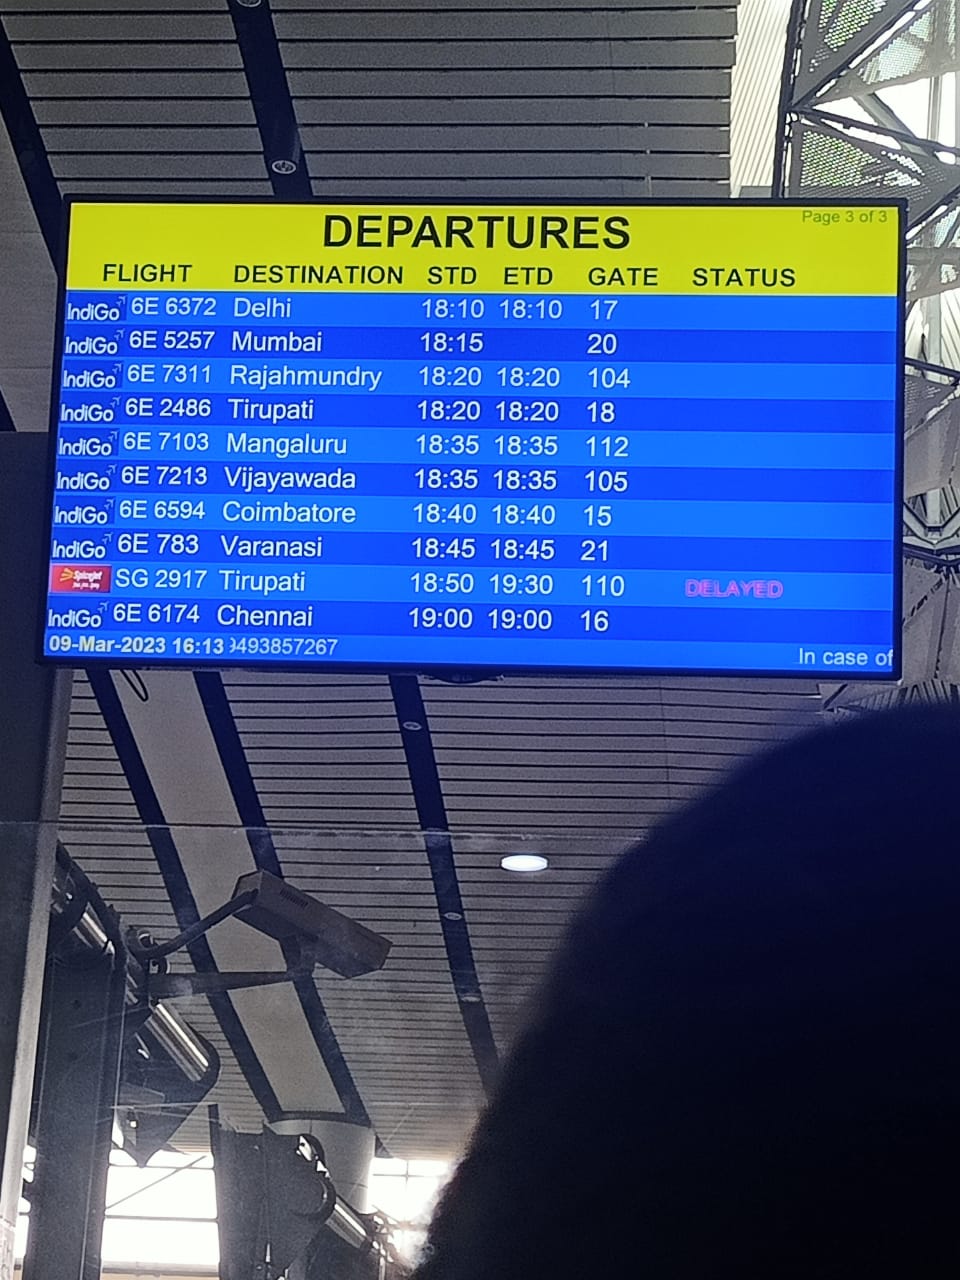 Page 3 of 3
DEPARTURES
FLIGHT DESTINATION STD ETD GATE STATUS
IndiGo 6E 6372 Delhi 18:10 18:10 17
IndiGo 6E 5257 Mumbai 18:15 20
IndiGo 6E 7311 Rajahmundry 18:20 18:20 104
IndiGo 6E 2486 Tirupati 18:20 18:20 18
IndiGo 6E 7103 Mangaluru 18:35 18:35 112
IndiGo 6E 7213 Vijayawada 18:35 18:35 105
IndiGo 6E 6594 Coimbatore 18:40 18:40 15
IndiGo 6E 783 Varanasi 18:45 18:45 21
SpiceJet SG 2917 Tirupati 18:50 19:30 110 DELAYED
IndiGo 6E 6174 Chennai 19:00 19:00 16
09-Mar-2023 16:13 9493857267 In case of